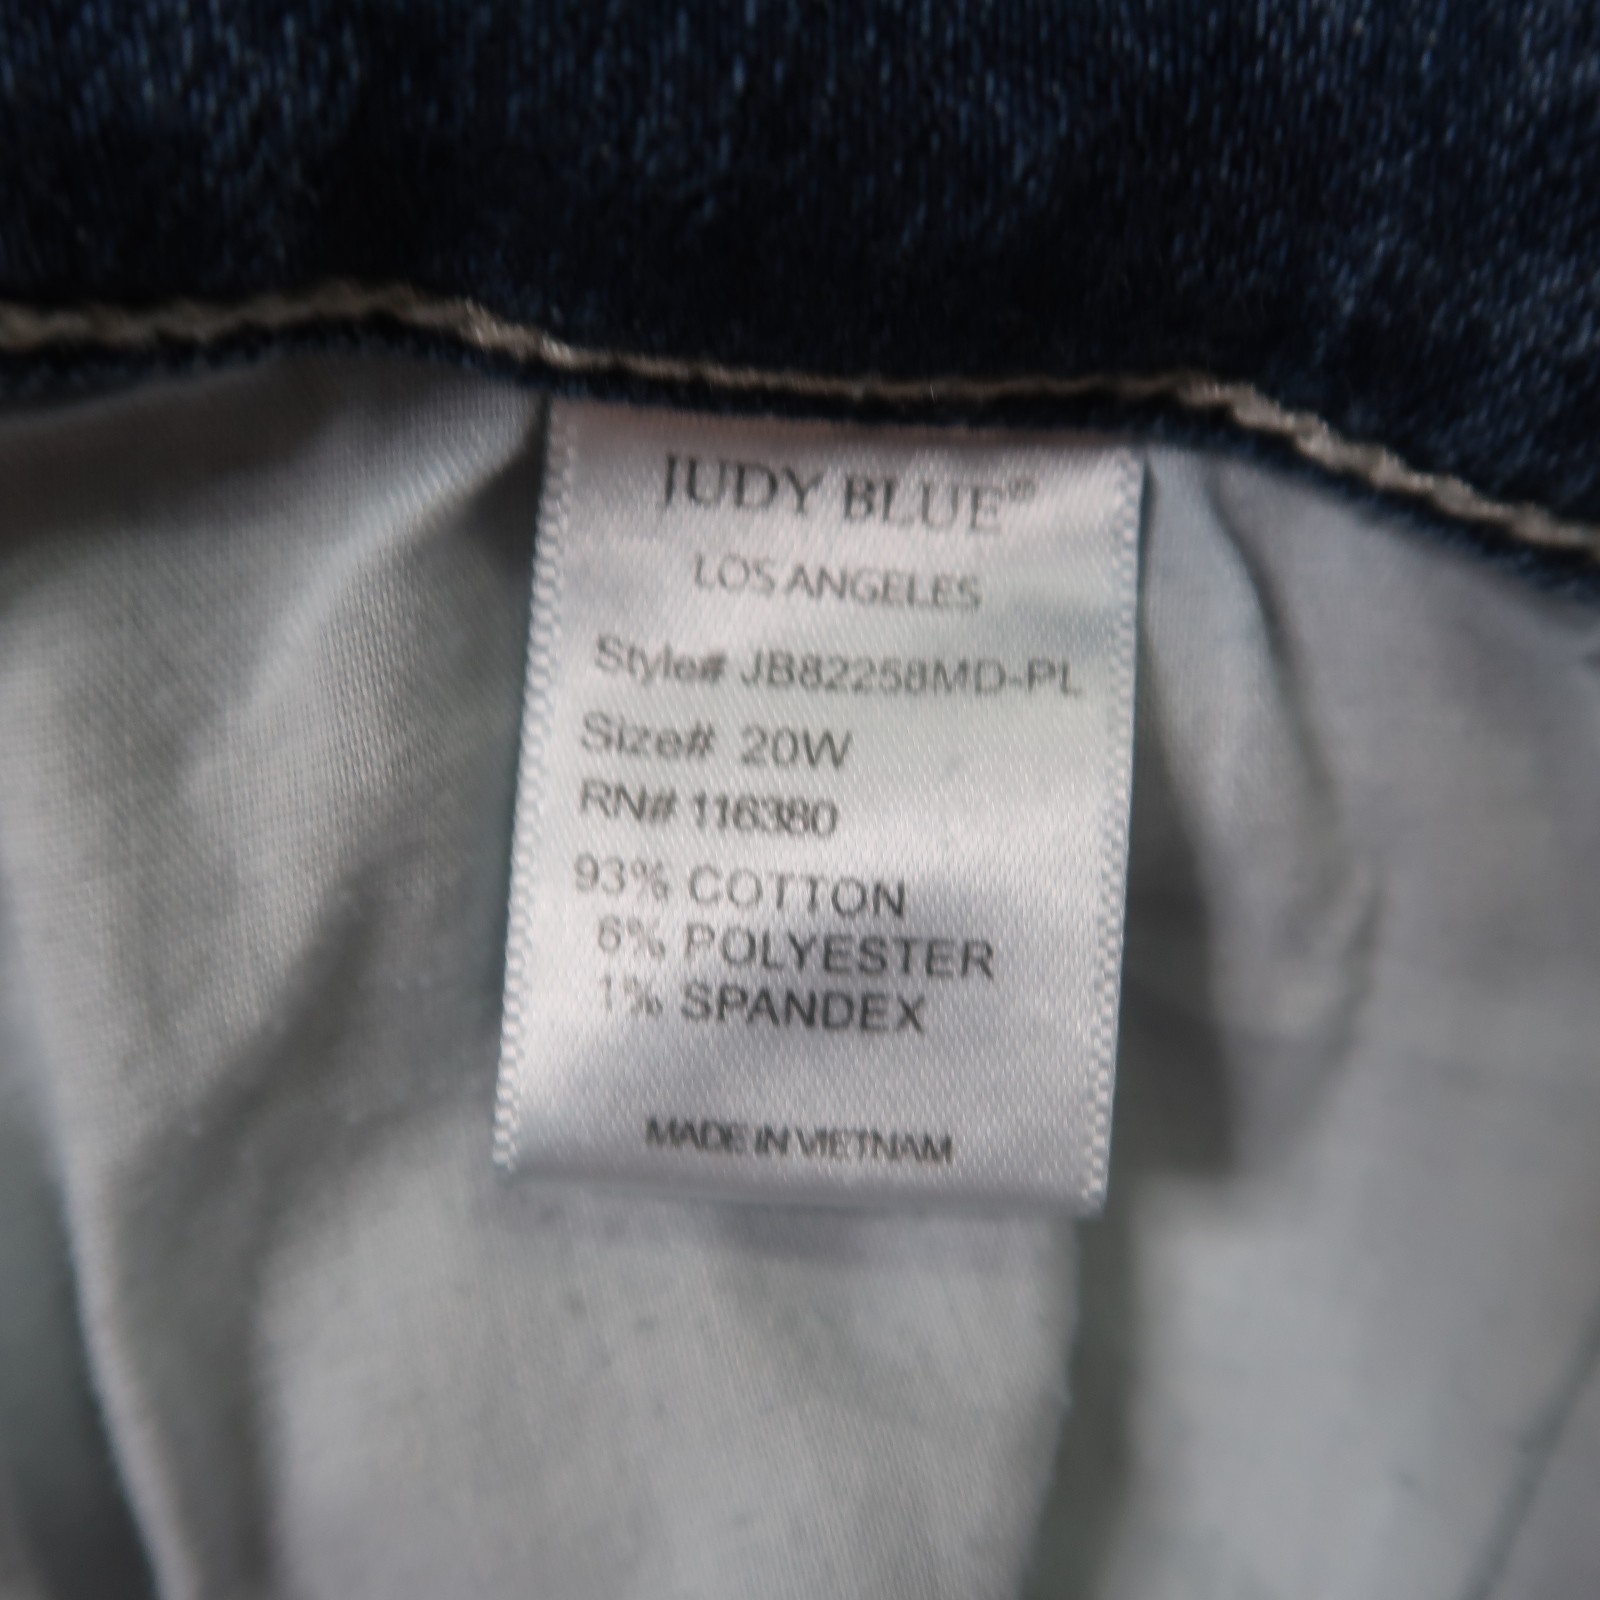 JUDY BLUE®
LOS ANGELES
Style# JB82258MD-PL
Size# 20W
RN# 116380
93% COTTON
6% POLYESTER
1% SPANDEX
MADE IN VIETNAM